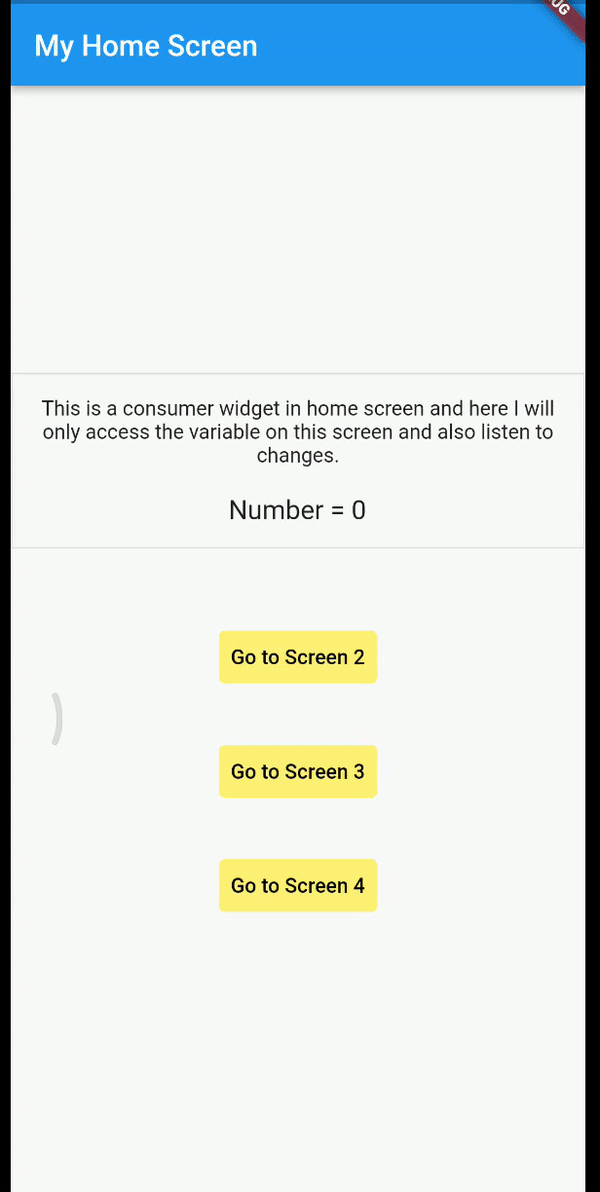 My Home Screen
This is a consumer widget in home screen and here I will
only access the variable on this screen and also listen to
changes.
Number = 0
Go to Screen 2
Go to Screen 3
Go to Screen 4